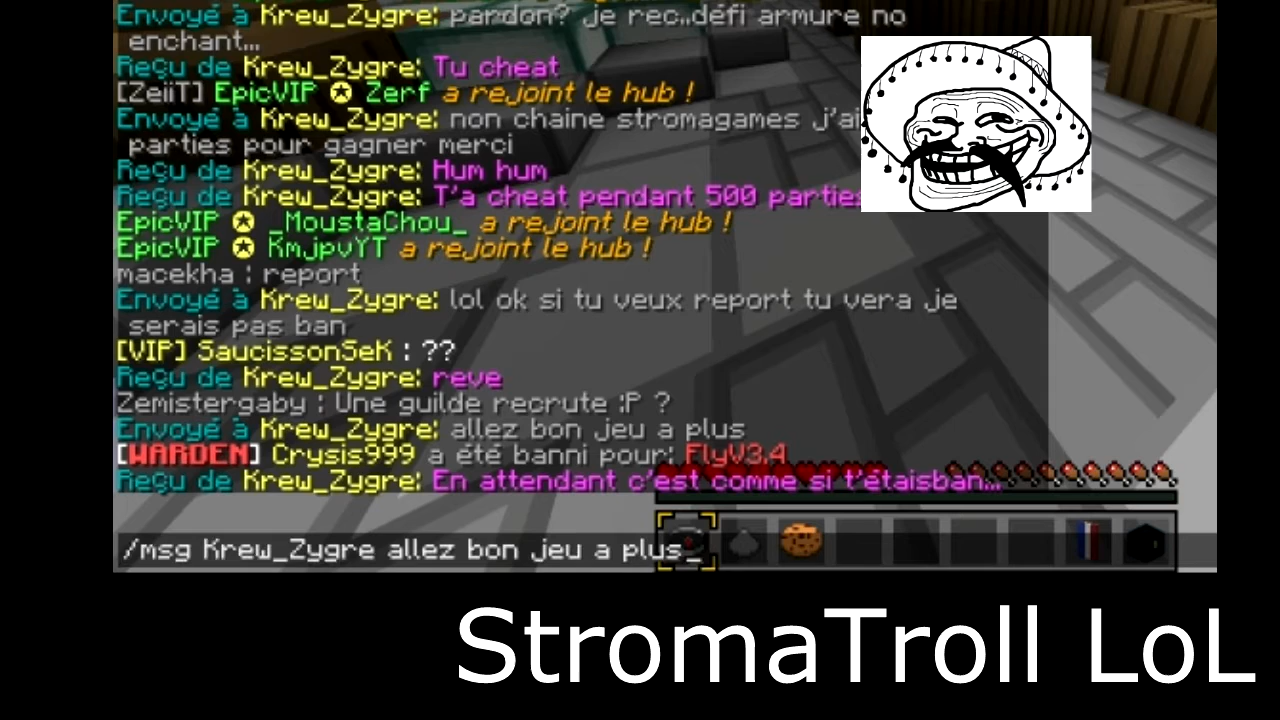 Envoyé à Krew_Zygre: pardon? je rec..défi armure no
enchant...
Reçu de Krew_Zygre: Tu cheat
[ZeiiT] EpicVIP ✪ Zerf a rejoint le hub !
Envoyé à Krew_Zygre: non chaine stromagames j'ai
parties pour gagner merci
Reçu de Krew_Zygre: Hum hum
Reçu de Krew_Zygre: T'a cheat pendant 500 parties
EpicVIP ✪ _MoustaChou_ a rejoint le hub !
EpicVIP ✪ KmjpvYT a rejoint le hub !
macekha : report
Envoyé à Krew_Zygre: lol ok si tu veux report tu vera je
serais pas ban
[VIP] SaucissonSeK : ??
Reçu de Krew_Zygre: reve
Zemistergaby : Une guilde recrute :P ?
Envoyé à Krew_Zygre: allez bon jeu a plus
[WARDEN] Crysis999 a été banni pour: FlyV3.4
Reçu de Krew_Zygre: En attendant c'est comme si t'étaisban...
/msg Krew_Zygre allez bon jeu a plus_
StromaTroll LoL